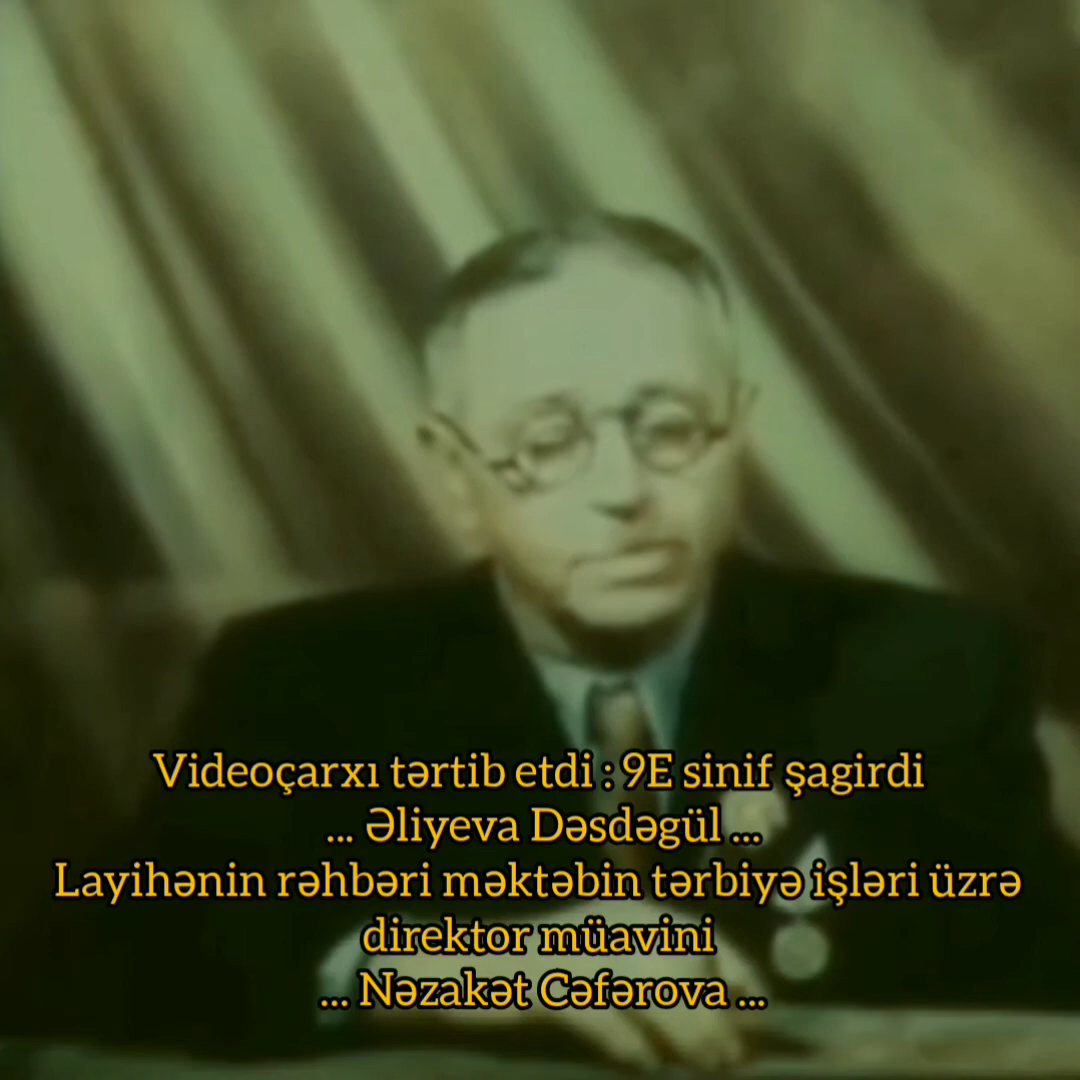 Videoçarxı tərtib etdi : 9E sinif şagirdi
... Əliyeva Dəsdəgül ...
Layihənin rəhbəri məktəbin tərbiyə işləri üzrə
direktor müavini
... Nəzakət Cəfərova ...